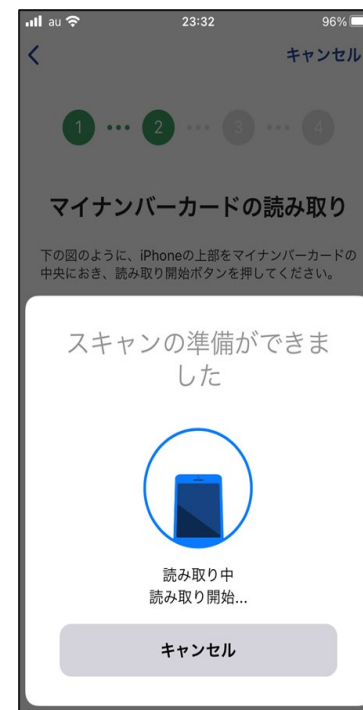 au 23:32 96%
キャンセル
1 ••• 2 ••• 3 ••• 4
マイナンバーカードの読み取り
下の図のように、iPhoneの上部をマイナンバーカードの
中央におき、読み取り開始ボタンを押してください。
スキャンの準備ができま
した
読み取り中
読み取り開始...
キャンセル